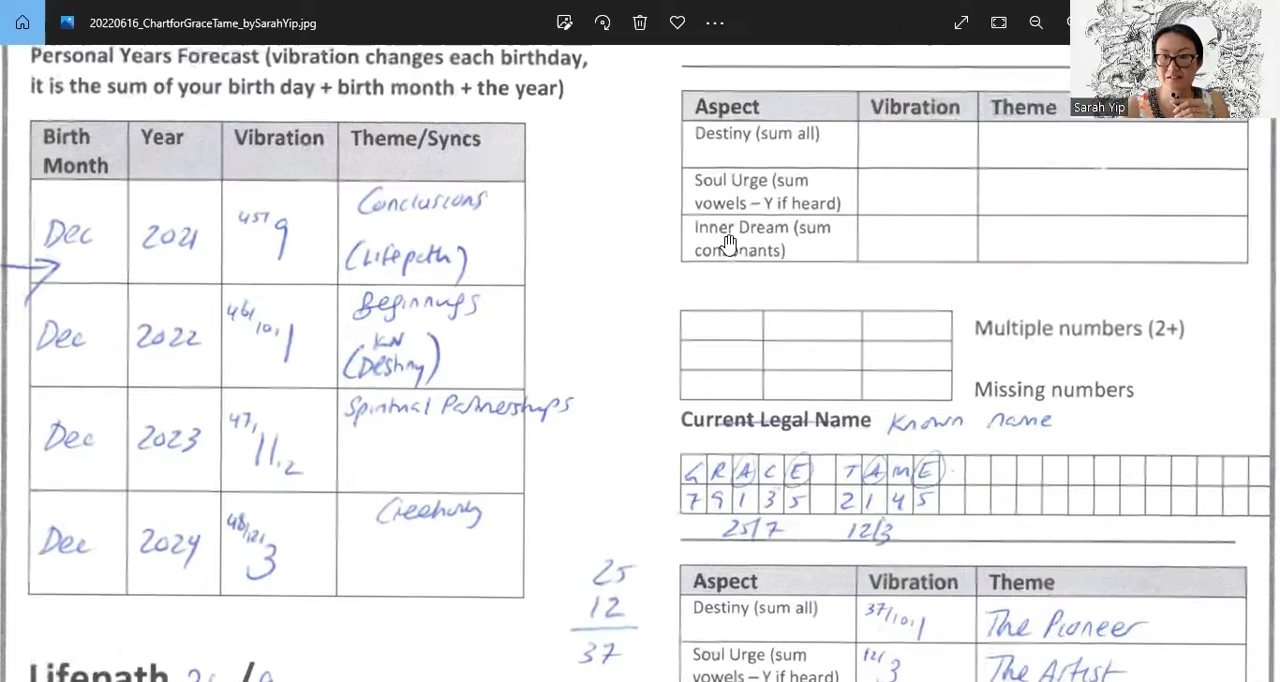 20220616_ChartforGraceTame_bySarahYip.jpg
Sarah Yip
Personal Years Forecast (vibration changes each birthday,
it is the sum of your birth day + birth month + the year)
Birth Month Year Vibration Theme/Syncs
Dec 2021 45/9 Conclusions
(Lifepath)
Dec 2022 46/10/1 Beginnings
KN
(Destiny)
Dec 2023 47/11.2 Spiritual Partnerships
Dec 2024 48/12/3 Creativity
25
12
37
Lifepath
Aspect Vibration Theme
Destiny (sum all)
Soul Urge (sum
vowels – Y if heard)
Inner Dream (sum
consonants)
Multiple numbers (2+)
Missing numbers
Current Legal Name Known name
G R A C E T A M E
7 9 1 3 5 2 1 4 5
25/7 12/3
Aspect Vibration Theme
Destiny (sum all) 37/10/1 The Pioneer
Soul Urge (sum 12/3 The Artist
vowels – Y if heard)